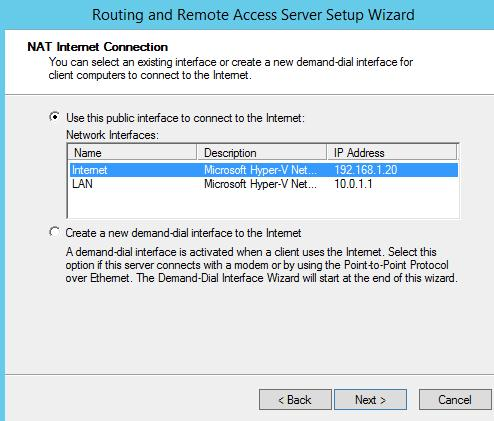 Routing and Remote Access Server Setup Wizard
NAT Internet Connection
You can select an existing interface or create a new demand-dial interface for
client computers to connect to the Internet.
Use this public interface to connect to the Internet:
Network Interfaces:
Name Description IP Address
Internet Microsoft Hyper-V Net... 192.168.1.20
LAN Microsoft Hyper-V Net... 10.0.1.1
Create a new demand-dial interface to the Internet
A demand-dial interface is activated when a client uses the Internet. Select this
option if this server connects with a modem or by using the Point-to-Point Protocol
over Ethernet. The Demand-Dial Interface Wizard will start at the end of this wizard.
< Back Next > Cancel